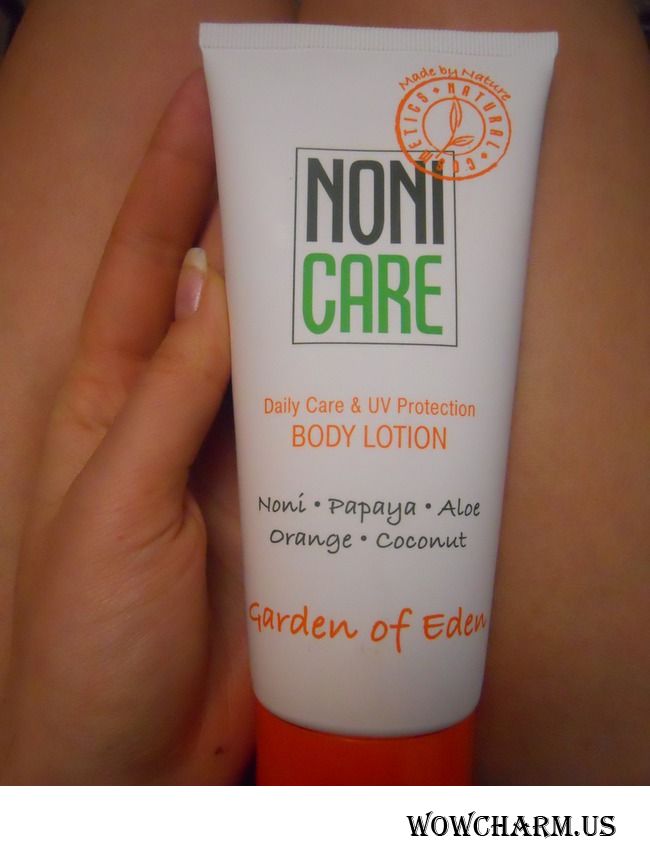 Made by Nature
NATURAL • COSMETICS •
NONI
CARE
Daily Care & UV Protection
BODY LOTION
Noni • Papaya • Aloe
Orange • Coconut
Garden of Eden
WOWCHARM.US